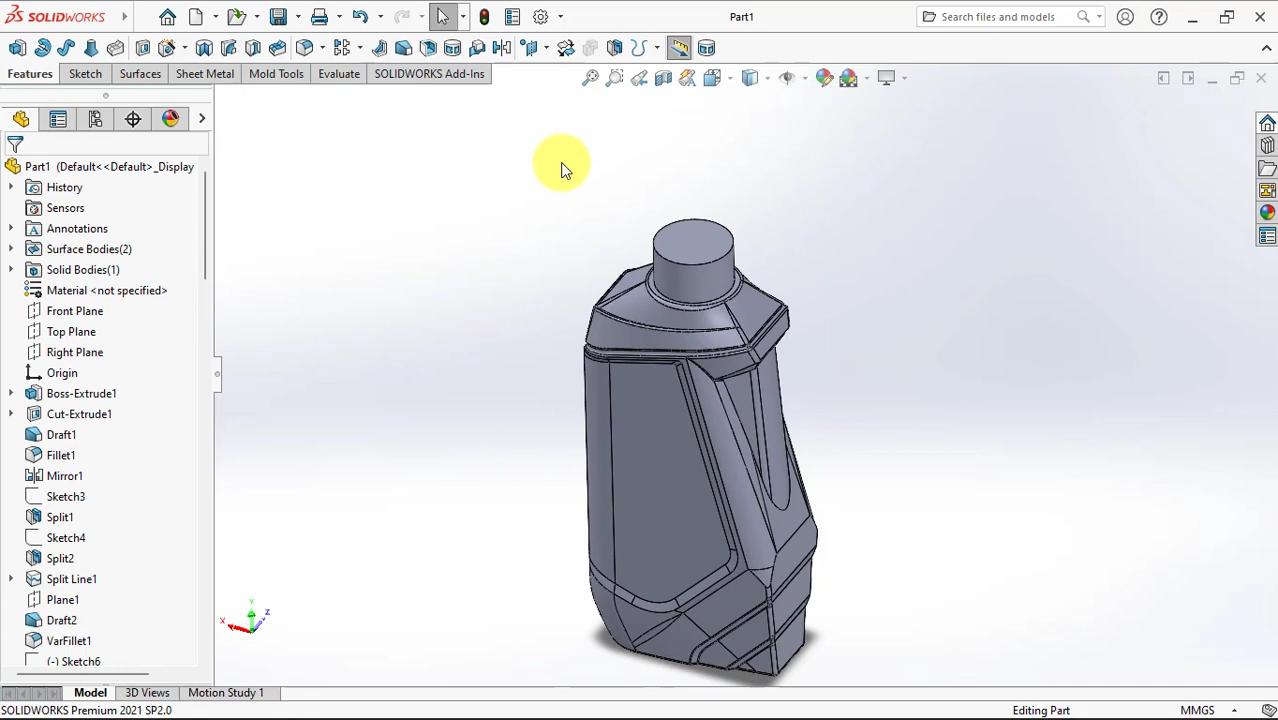 SOLIDWORKS
Part1
Search files and models
Features
Sketch
Surfaces
Sheet Metal
Mold Tools
Evaluate
SOLIDWORKS Add-Ins
Part1 (Default<<Default>_Display
History
Sensors
Annotations
Surface Bodies(2)
Solid Bodies(1)
Material <not specified>
Front Plane
Top Plane
Right Plane
Origin
Boss-Extrude1
Cut-Extrude1
Draft1
Fillet1
Mirror1
Sketch3
Split1
Sketch4
Split2
Split Line1
Plane1
Draft2
VarFillet1
(-) Sketch6
Y
X
Z
Model
3D Views
Motion Study 1
SOLIDWORKS Premium 2021 SP2.0
Editing Part
MMGS